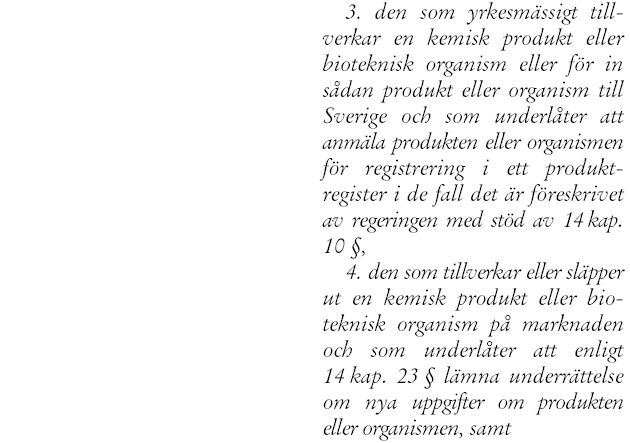 3. den som yrkesmässigt till-
verkar en kemisk produkt eller
bioteknisk organism eller för in
sådan produkt eller organism till
Sverige och som underlåter att
anmäla produkten eller organismen
för registrering i ett produkt-
register i de fall det är föreskrivet
av regeringen med stöd av 14 kap.
10 §,
4. den som tillverkar eller släpper
ut en kemisk produkt eller bio-
teknisk organism på marknaden
och som underlåter att enligt
14 kap. 23 § lämna underrättelse
om nya uppgifter om produkten
eller organismen, samt